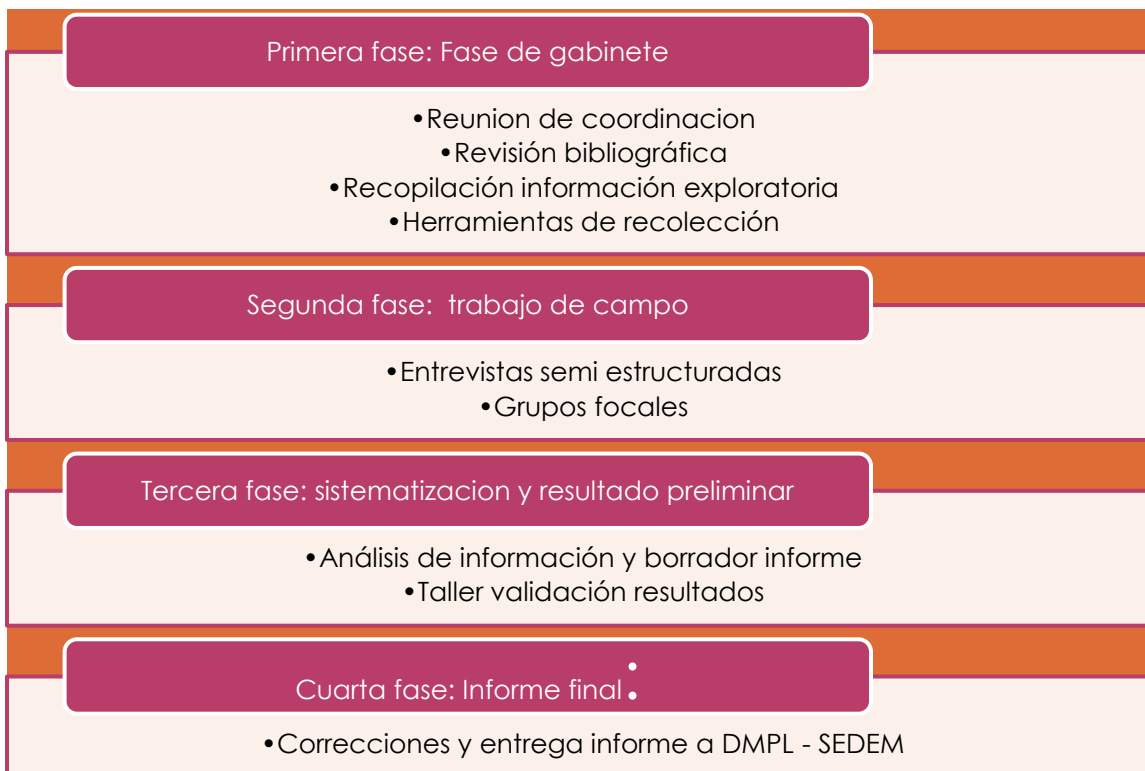 Primera fase: Fase de gabinete
•Reunion de coordinacion
•Revisión bibliográfica
•Recopilación información exploratoria
•Herramientas de recolección
Segunda fase:  trabajo de campo
•Entrevistas semi estructuradas
•Grupos focales
Tercera fase: sistematizacion y resultado preliminar
•Análisis de información y borrador informe
•Taller validación resultados
Cuarta fase: Informe final:
•Correcciones y entrega informe a DMPL - SEDEM